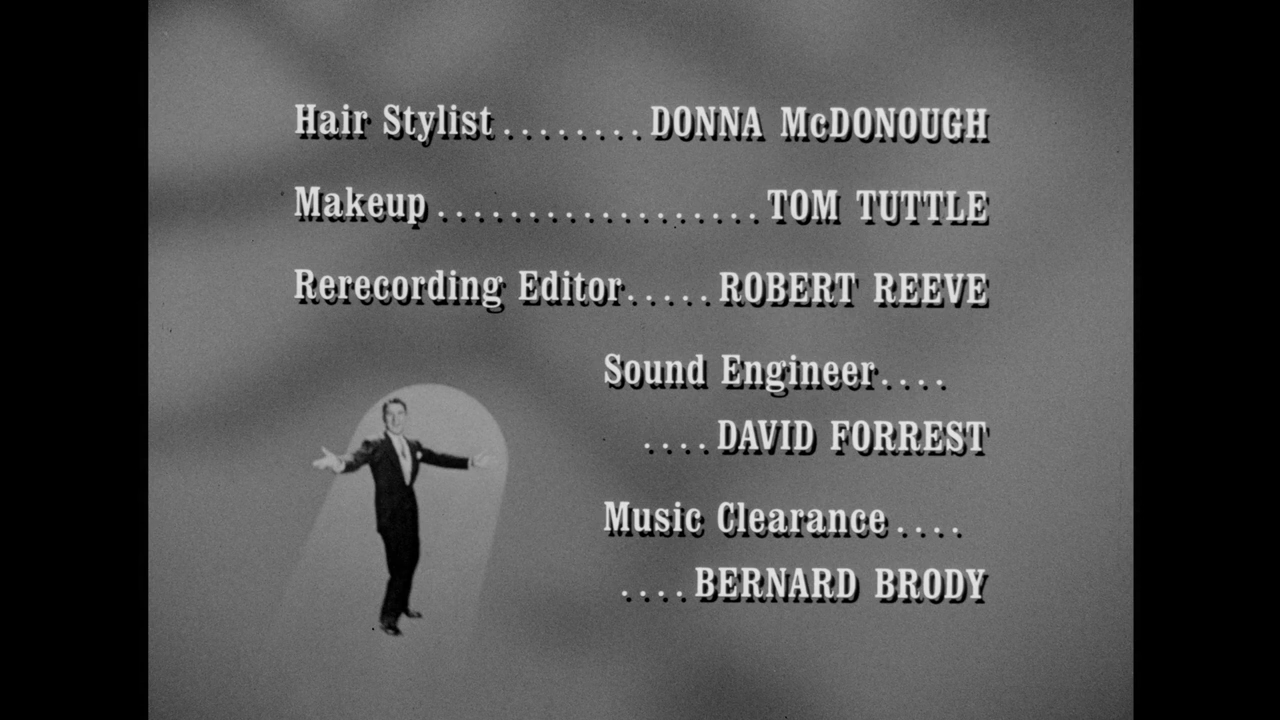 Hair Stylist........DONNA McDONOUGH
Makeup..................TOM TUTTLE
Rerecording Editor.....ROBERT REEVE
Sound Engineer....
....DAVID FORREST
Music Clearance....
....BERNARD BRODY